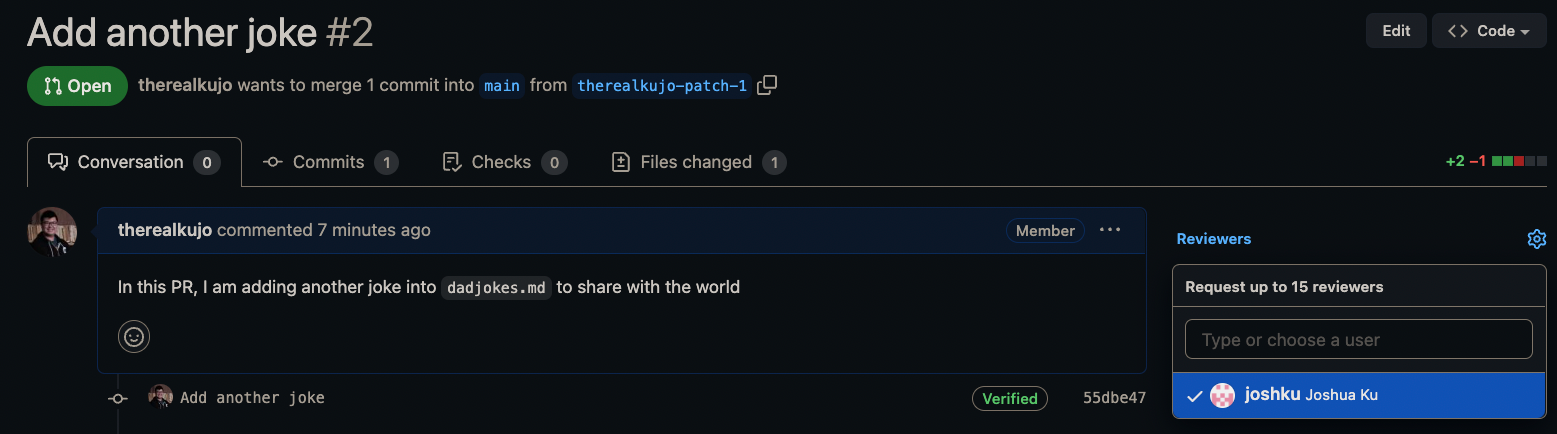 Add another joke #2
Edit
Code
Open
therealkujo wants to merge 1 commit into main from therealkujo-patch-1
Conversation 0
Commits 1
Checks 0
Files changed 1
+2 −1
therealkujo commented 7 minutes ago
Member
In this PR, I am adding another joke into dadjokes.md to share with the world
Add another joke
Verified
55dbe47
Reviewers
Request up to 15 reviewers
Type or choose a user
joshku Joshua Ku